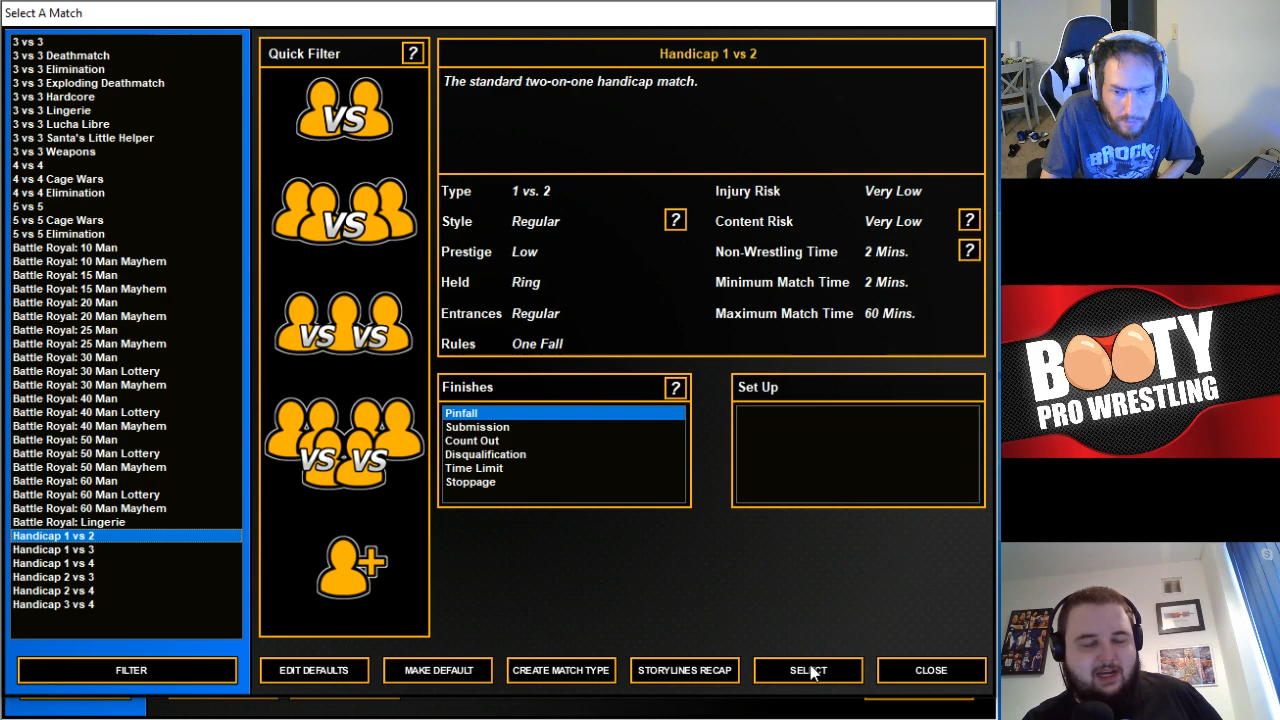 Select A Match
3 vs 3
3 vs 3 Deathmatch
3 vs 3 Elimination
3 vs 3 Exploding Deathmatch
3 vs 3 Hardcore
3 vs 3 Lingerie
3 vs 3 Lucha Libre
3 vs 3 Santa's Little Helper
3 vs 3 Weapons
4 vs 4
4 vs 4 Cage Wars
4 vs 4 Elimination
5 vs 5
5 vs 5 Cage Wars
5 vs 5 Elimination
Battle Royal: 10 Man
Battle Royal: 10 Man Mayhem
Battle Royal: 15 Man
Battle Royal: 15 Man Mayhem
Battle Royal: 20 Man
Battle Royal: 20 Man Mayhem
Battle Royal: 25 Man
Battle Royal: 25 Man Mayhem
Battle Royal: 30 Man
Battle Royal: 30 Man Lottery
Battle Royal: 30 Man Mayhem
Battle Royal: 40 Man
Battle Royal: 40 Man Lottery
Battle Royal: 40 Man Mayhem
Battle Royal: 50 Man
Battle Royal: 50 Man Lottery
Battle Royal: 50 Man Mayhem
Battle Royal: 60 Man
Battle Royal: 60 Man Lottery
Battle Royal: 60 Man Mayhem
Battle Royal: Lingerie
Handicap 1 vs 2
Handicap 1 vs 3
Handicap 1 vs 4
Handicap 2 vs 3
Handicap 2 vs 4
Handicap 3 vs 4
FILTER
Quick Filter ?
VS
VS
VS VS
VS VS
Handicap 1 vs 2
The standard two-on-one handicap match.
Type 1 vs. 2 Injury Risk Very Low
Style Regular ? Content Risk Very Low ?
Prestige Low Non-Wrestling Time 2 Mins. ?
Held Ring Minimum Match Time 2 Mins.
Entrances Regular Maximum Match Time 60 Mins.
Rules One Fall
Finishes ?
Pinfall
Submission
Count Out
Disqualification
Time Limit
Stoppage
Set Up
EDIT DEFAULTS MAKE DEFAULT CREATE MATCH TYPE STORYLINES RECAP SELECT CLOSE
BROCK
BOOTY
PRO WRESTLING